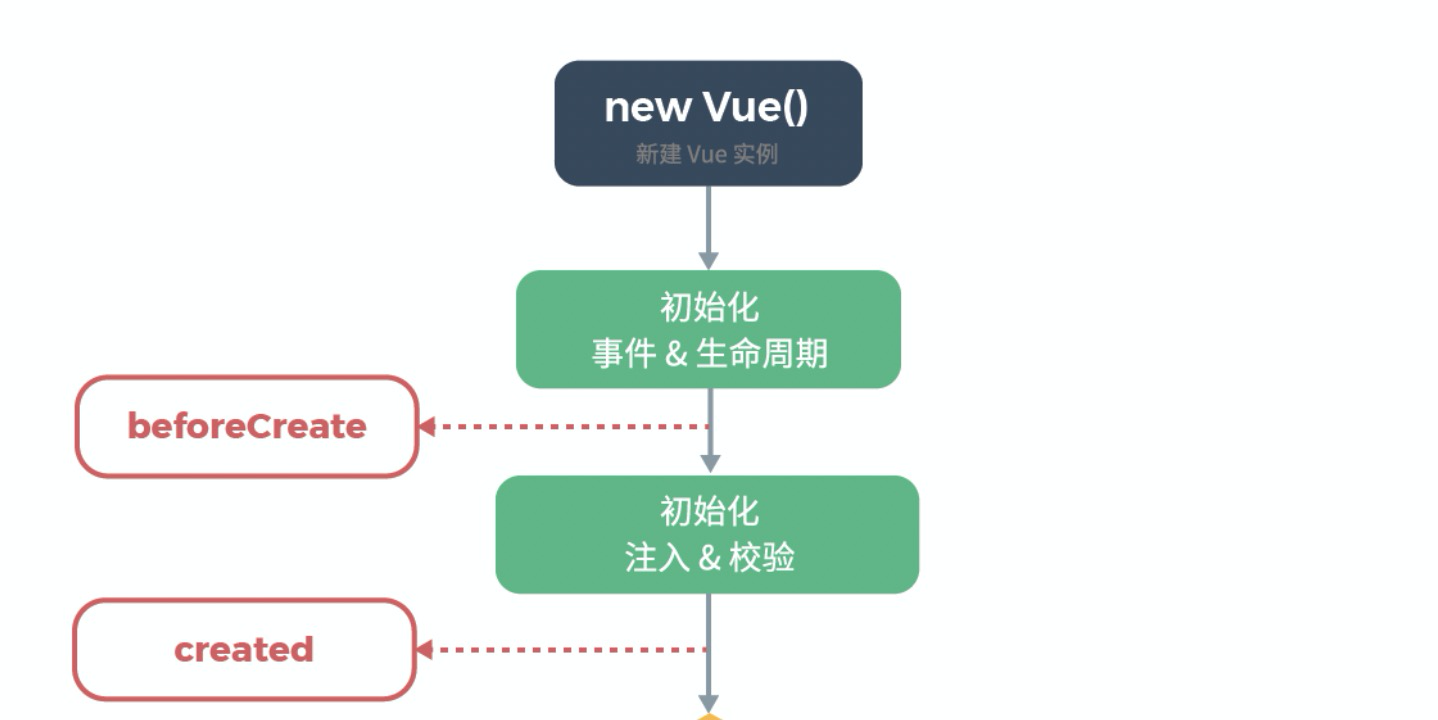 new Vue()
新建 Vue 实例
初始化
事件 & 生命周期
beforeCreate
初始化
注入 & 校验
created